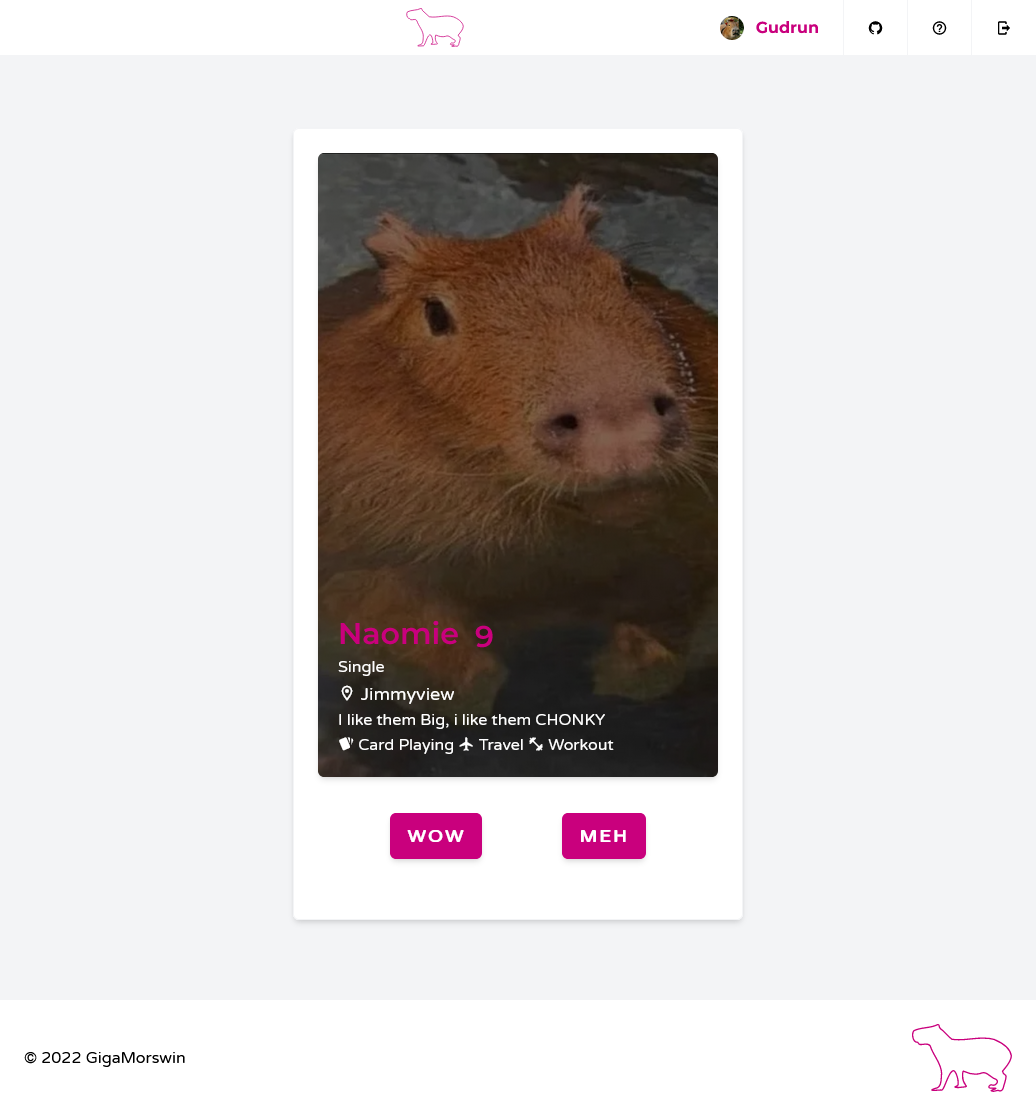 Gudrun
Naomie 9
Single
Jimmyview
I like them Big, i like them CHONKY
Card Playing Travel Workout
WOW MEH
© 2022 GigaMorswin